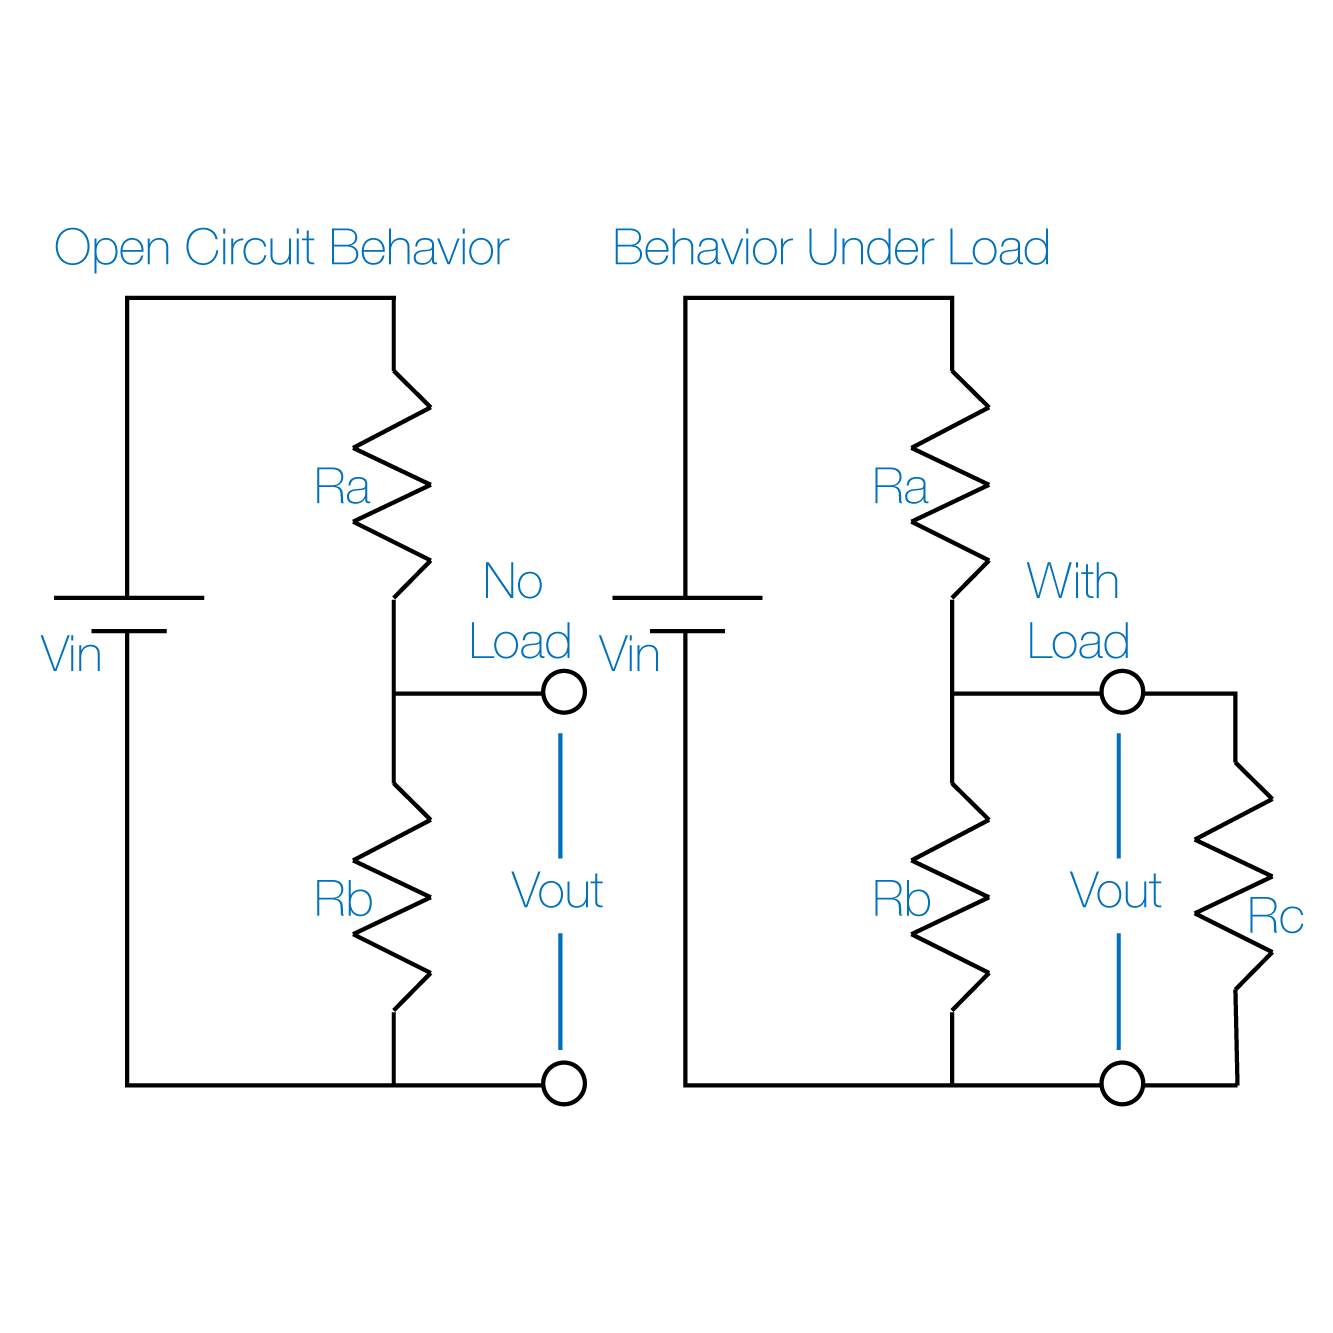 Open Circuit Behavior
Ra
No
Load
Vin
Rb
Vout
Behavior Under Load
Ra
With
Load
Vin
Rb
Vout
Rc